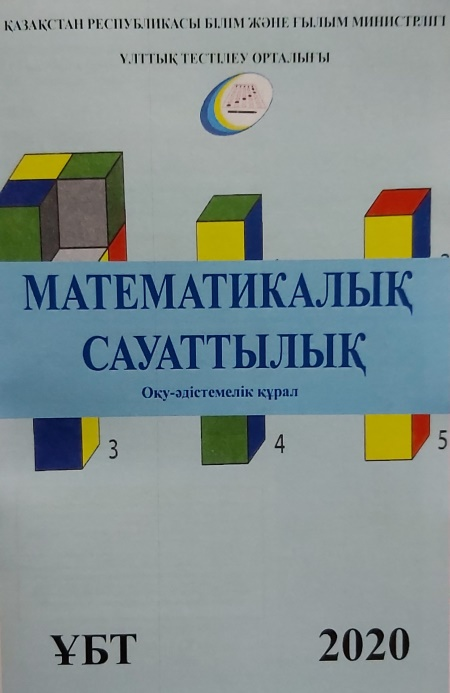 ҚАЗАҚСТАН РЕСПУБЛИКАСЫ БІЛІМ ЖӘНЕ ҒЫЛЫМ МИНИСТРЛІГІ
ҰЛТТЫҚ ТЕСТІЛЕУ ОРТАЛЫҒЫ
МАТЕМАТИКАЛЫҚ
САУАТТЫЛЫҚ
Оқу-әдістемелік құрал
3
4
5
ҰБТ 2020